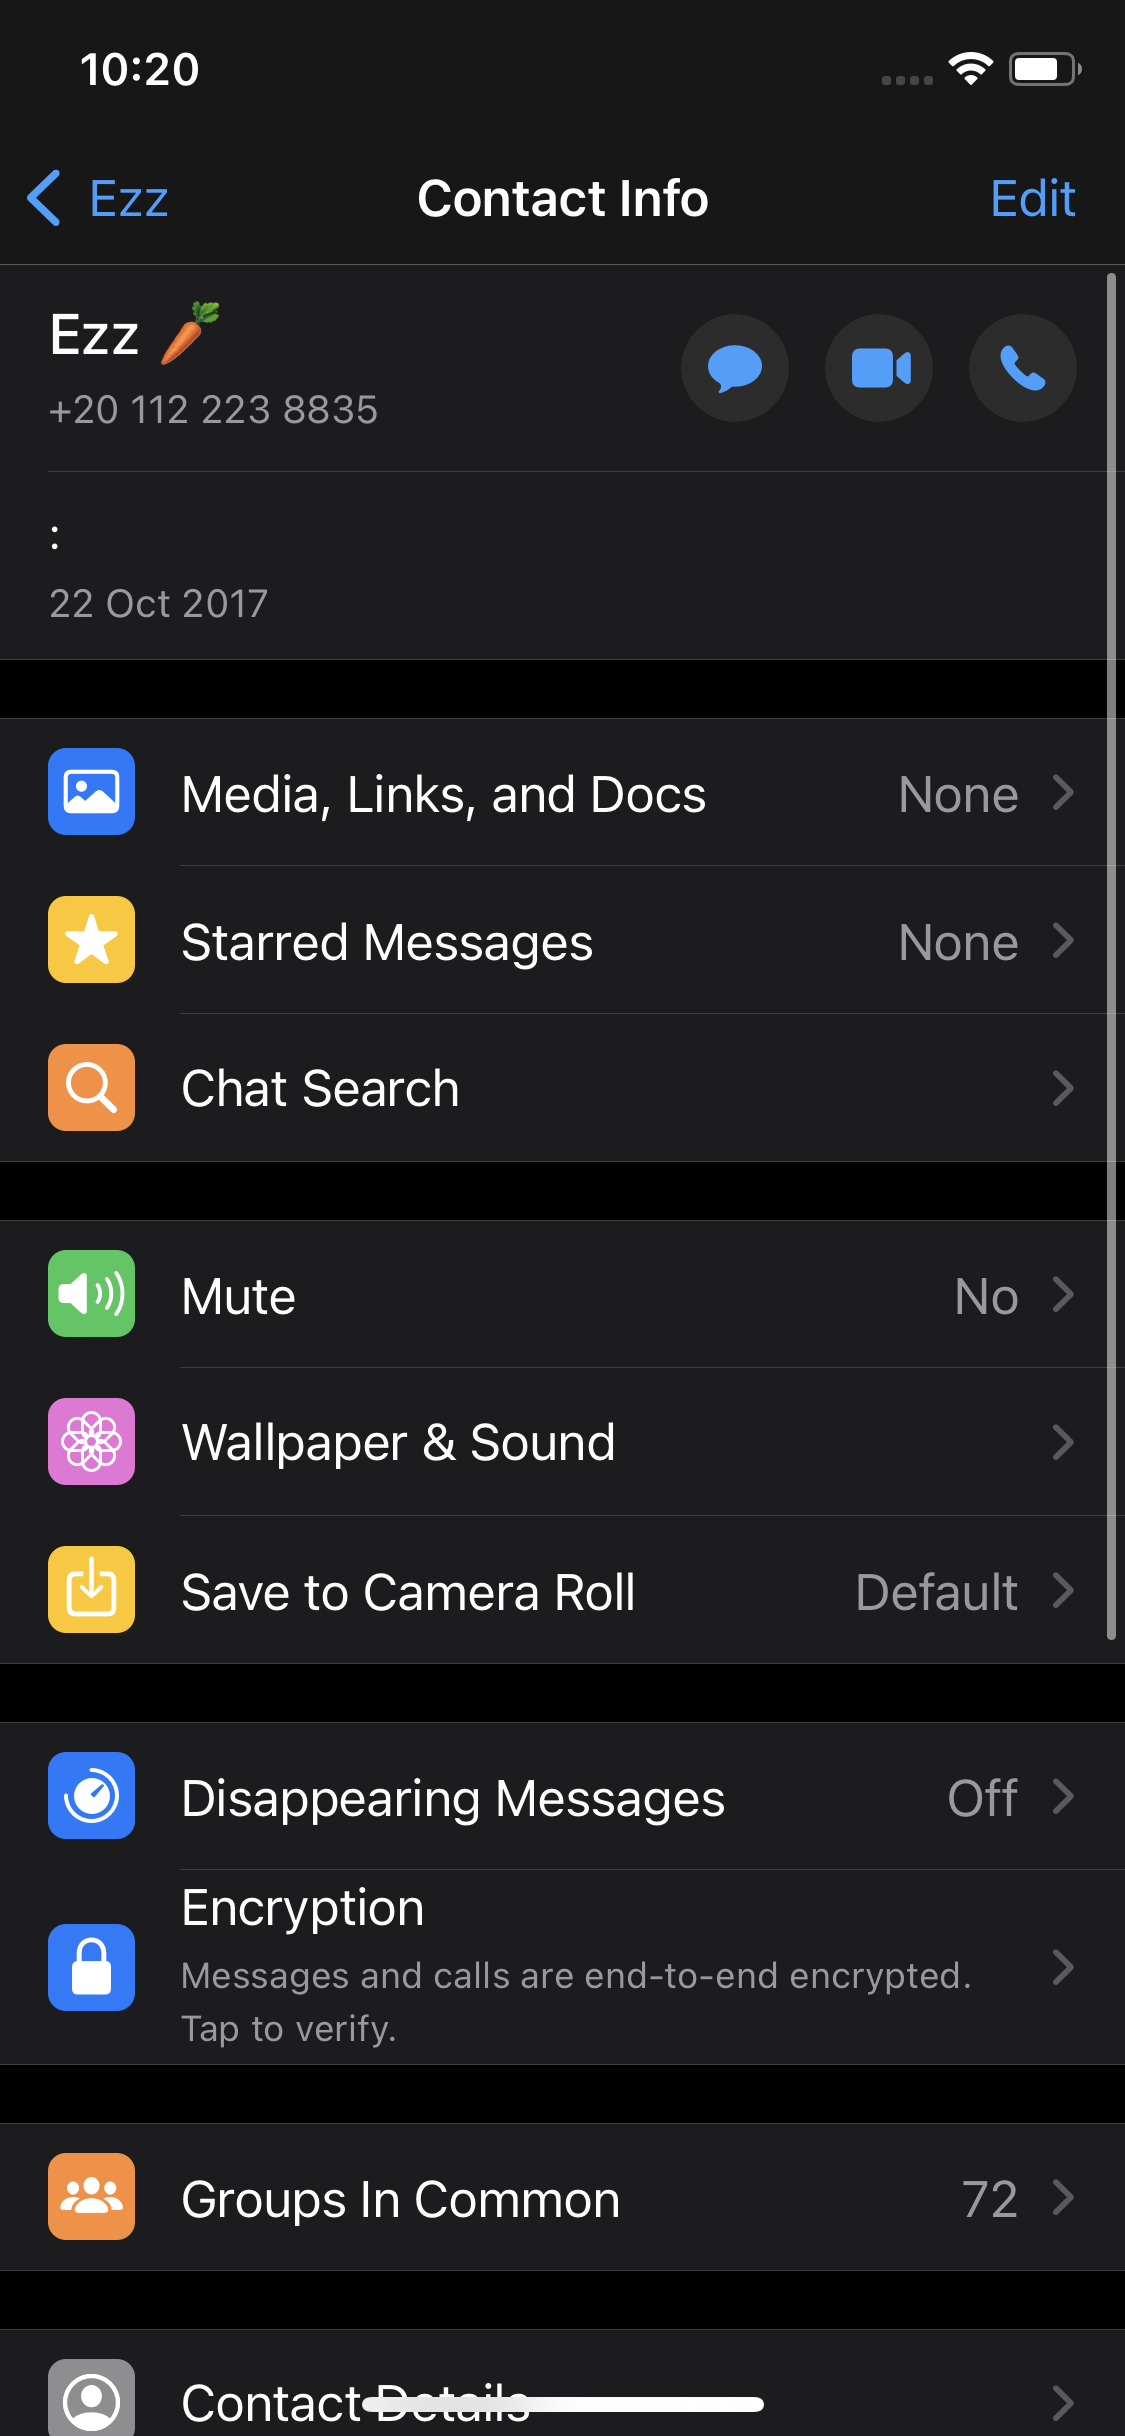 10:20
Ezz
Contact Info
Edit
Ezz 🥕
+20 112 223 8835
:
22 Oct 2017
Media, Links, and Docs
None
Starred Messages
None
Chat Search
Mute
No
Wallpaper & Sound
Save to Camera Roll
Default
Disappearing Messages
Off
Encryption
Messages and calls are end-to-end encrypted.
Tap to verify.
Groups In Common
72
Contact Details